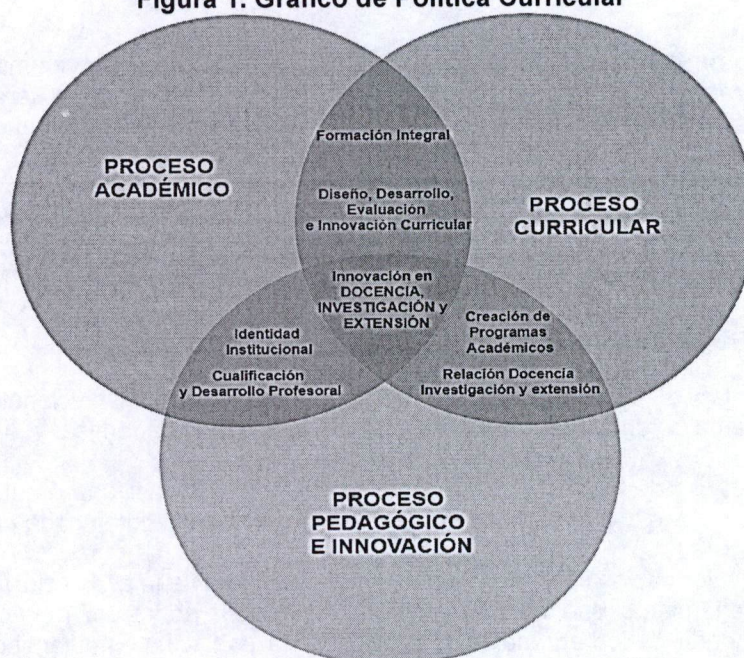 Figura 1. Gráfico de Política Curricular
PROCESO
ACADÉMICO
Formación Integral
Diseño, Desarrollo,
Evaluación
e Innovación Curricular
PROCESO
CURRICULAR
Innovación en
DOCENCIA,
INVESTIGACIÓN y
EXTENSIÓN
Identidad
Institucional
Cualificación
y Desarrollo Profesoral
Creación de
Programas
Académicos
Relación Docencia
Investigación y extensión
PROCESO
PEDAGÓGICO
E INNOVACIÓN